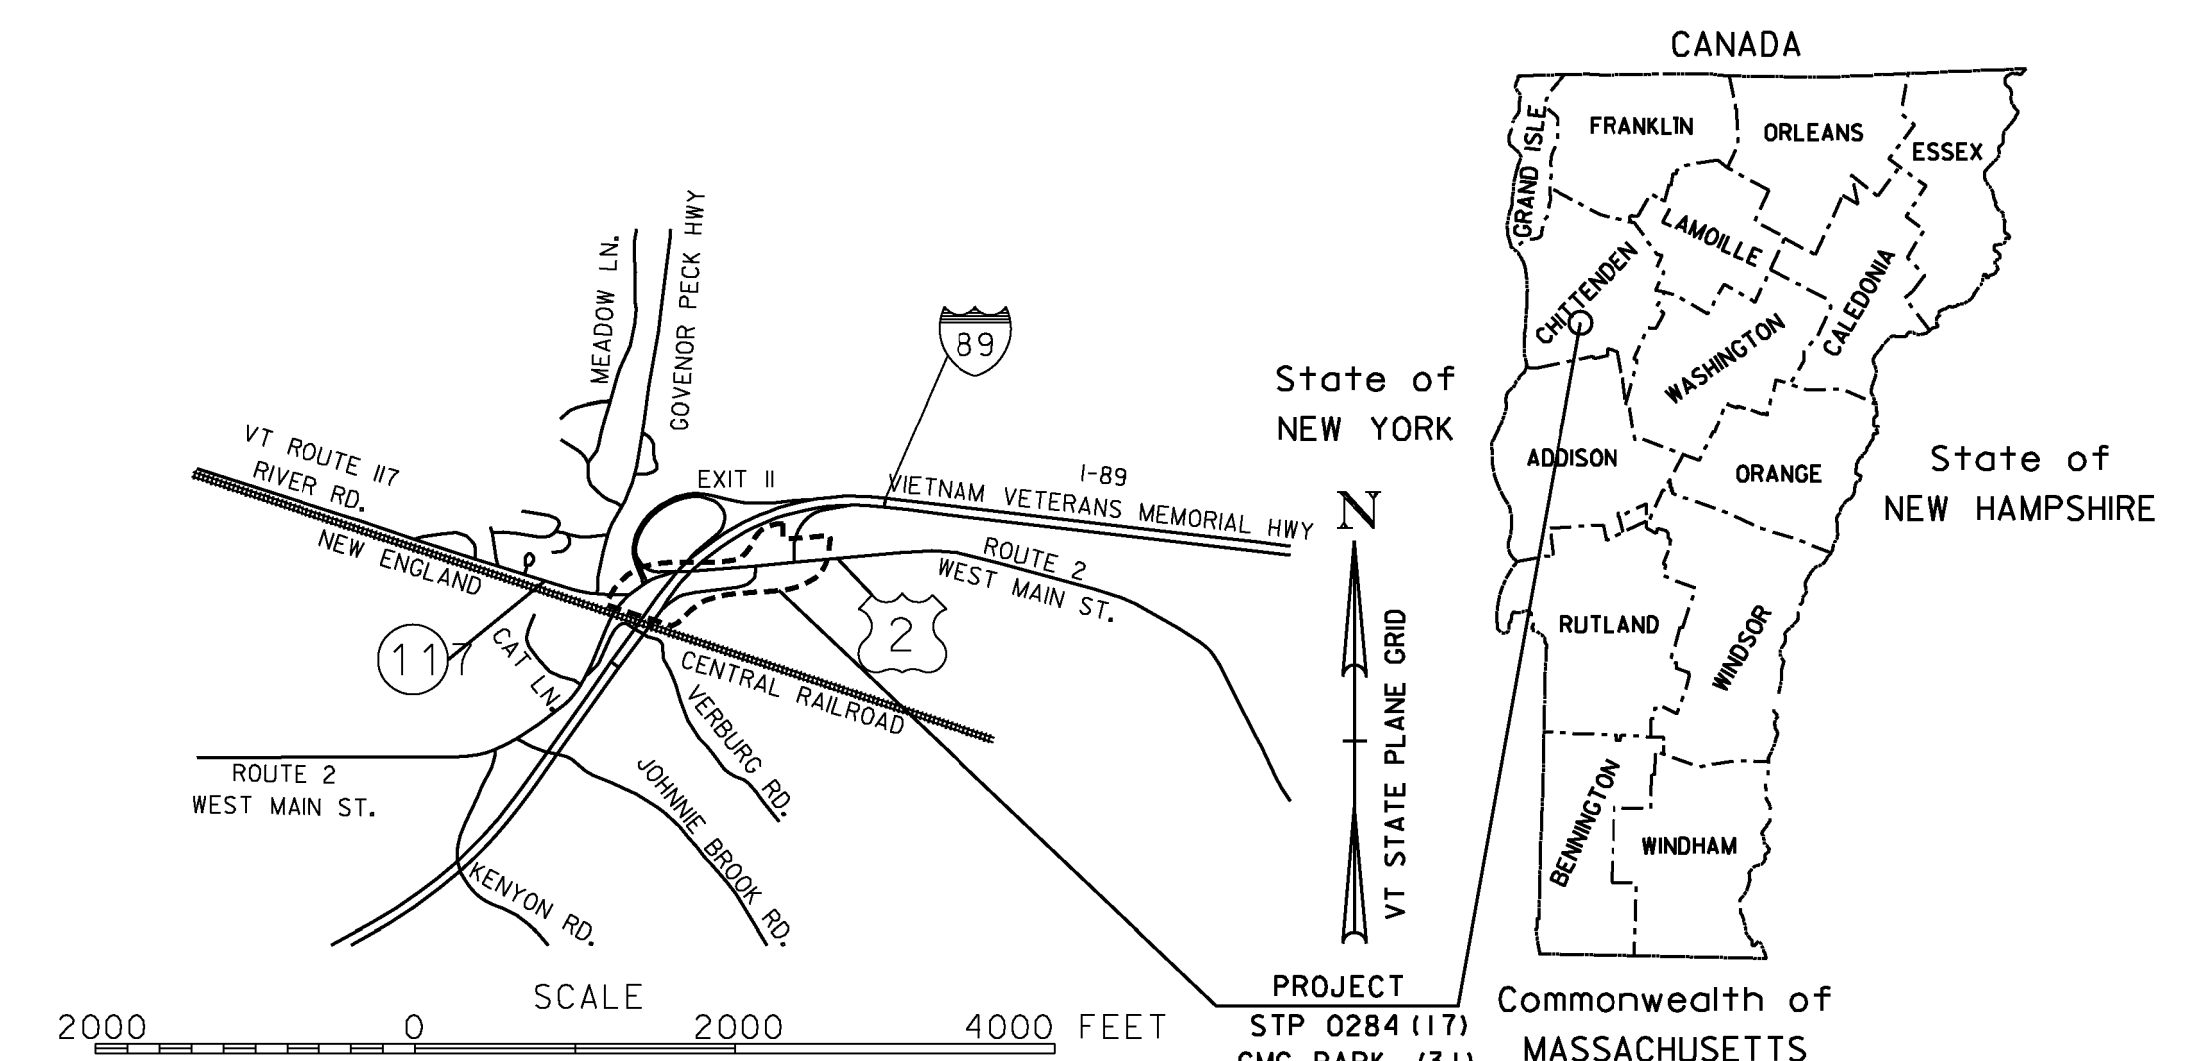 CANADA
GRAND ISLE
FRANKLIN
ORLEANS
ESSEX
LAMOILLE
CHITTENDEN
CALEDONIA
WASHINGTON
ADDISON
ORANGE
RUTLAND
WINDSOR
BENNINGTON
WINDHAM
State of
NEW YORK
State of
NEW HAMPSHIRE
Commonwealth of
MASSACHUSETTS
MEADOW LN.
GOVENOR PECK HWY
89
VT ROUTE 117
RIVER RD.
EXIT 11
I-89
VIETNAM VETERANS MEMORIAL HWY
NEW ENGLAND
CENTRAL RAILROAD
ROUTE 2
WEST MAIN ST.
117
2
CAT LN.
VERBURG RD.
JOHNNIE BROOK RD.
KENYON RD.
ROUTE 2
WEST MAIN ST.
N
VT STATE PLANE GRID
SCALE
2000 0 2000 4000 FEET
PROJECT
STP 0284(17)
CMG PARK (31)